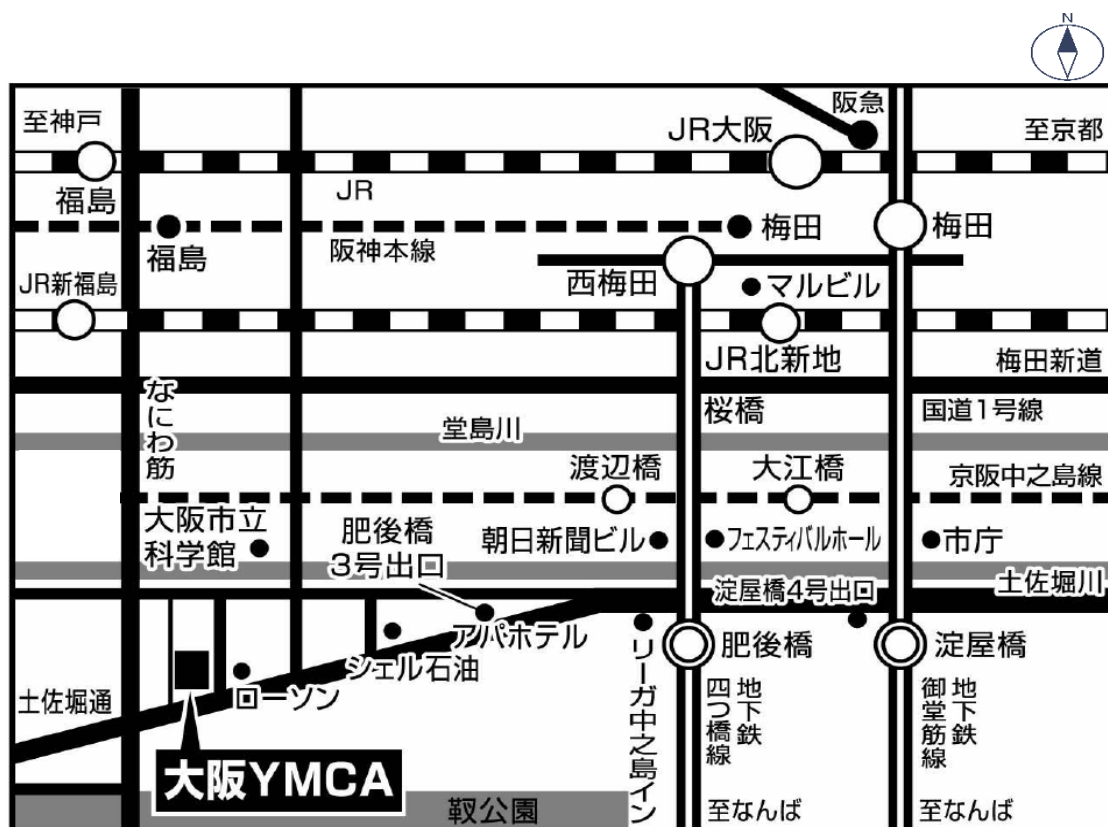 N
至神戸
阪急
JR大阪
至京都
福島
JR
梅田
梅田
福島
阪神本線
JR新福島
西梅田
マルビル
JR北新地
梅田新道
なにわ筋
桜橋
国道1号線
堂島川
渡辺橋
大江橋
京阪中之島線
大阪市立
科学館
肥後橋
3号出口
朝日新聞ビル
フェスティバルホール
市庁
土佐堀川
淀屋橋4号出口
アパホテル
シェル石油
ローソン
土佐堀通
リーガ中之島イン
肥後橋
淀屋橋
地下鉄
四つ橋線
地下鉄
御堂筋線
大阪YMCA
靱公園
至なんば
至なんば